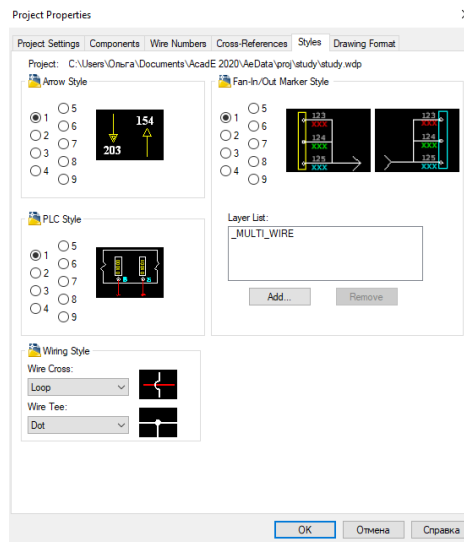 Project Properties
Project Settings Components Wire Numbers Cross-References Styles Drawing Format
Project: C:\Users\Ольга\Documents\AcadE 2020\AeData\proj\study\study.wdp
Arrow Style
1
2
3
4
5
6
7
8
9
203
154
Fan-In/Out Marker Style
1
2
3
4
5
6
7
8
9
123
XXX
124
XXX
125
XXX
123
XXX
124
XXX
125
XXX
PLC Style
1
2
3
4
5
6
7
8
9
Layer List:
_MULTI_WIRE
Add... Remove
Wiring Style
Wire Cross:
Loop
Wire Tee:
Dot
OK Отмена Справка